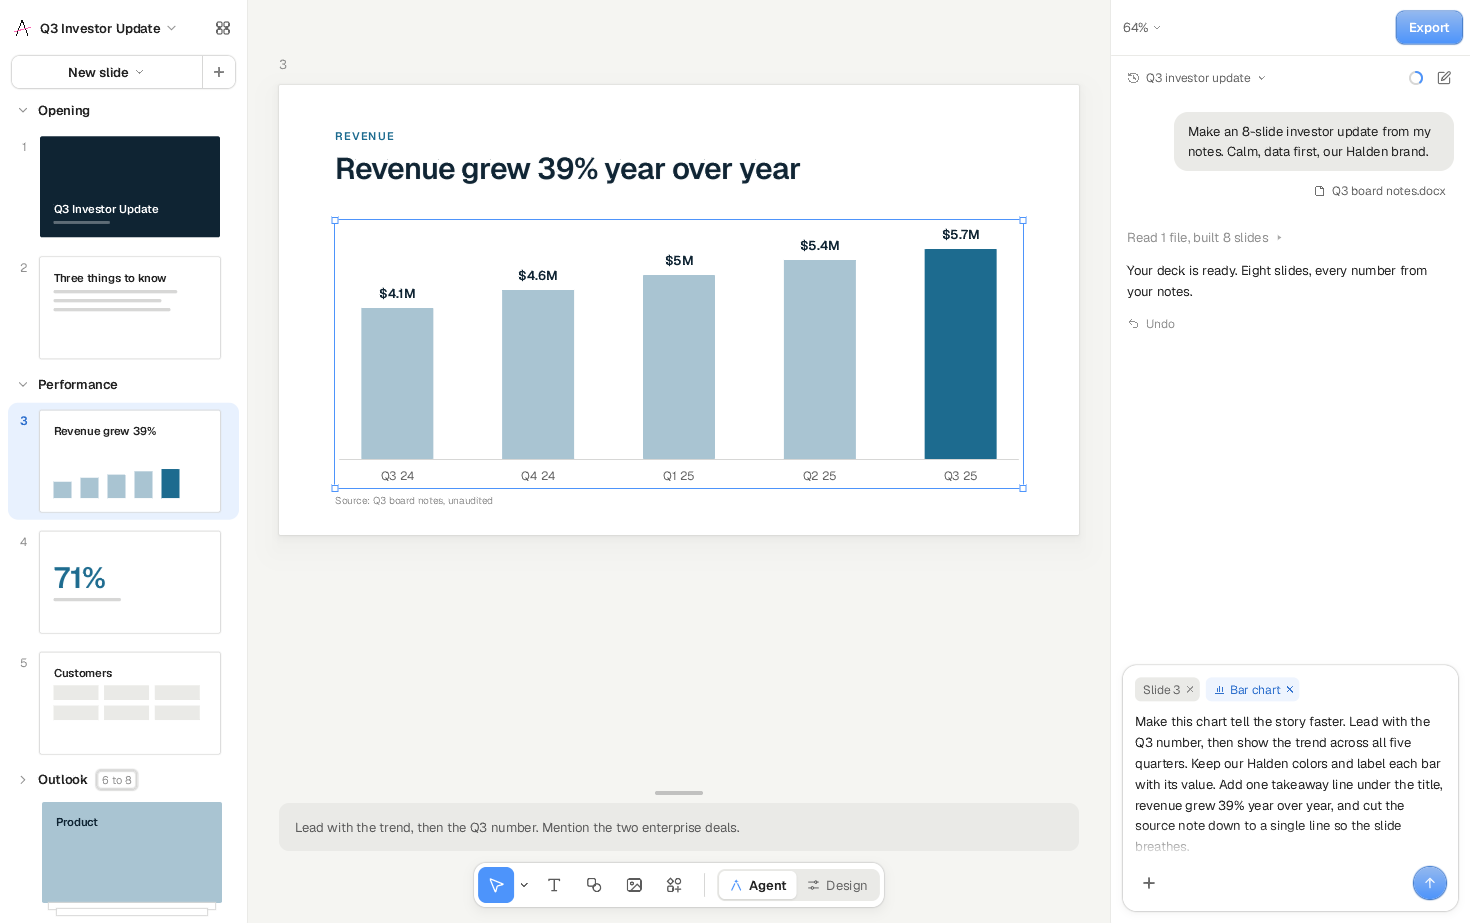 Q3 Investor Update
New slide
Opening
1
Q3 Investor Update
2
Three things to know
Performance
3
Revenue grew 39%
4
71%
5
Customers
Outlook
6 to 8
Product
3
REVENUE
Revenue grew 39% year over year
$4.1M
$4.6M
$5M
$5.4M
$5.7M
Q3 24
Q4 24
Q1 25
Q2 25
Q3 25
Source: Q3 board notes, unaudited
Lead with the trend, then the Q3 number. Mention the two enterprise deals.
Agent
Design
64%
Export
Q3 investor update
Make an 8-slide investor update from my
notes. Calm, data first, our Halden brand.
Q3 board notes.docx
Read 1 file, built 8 slides
Your deck is ready. Eight slides, every number from
your notes.
Undo
Slide 3
Bar chart
Make this chart tell the story faster. Lead with the
Q3 number, then show the trend across all five
quarters. Keep our Halden colors and label each bar
with its value. Add one takeaway line under the title,
revenue grew 39% year over year, and cut the
source note down to a single line so the slide
breathes.